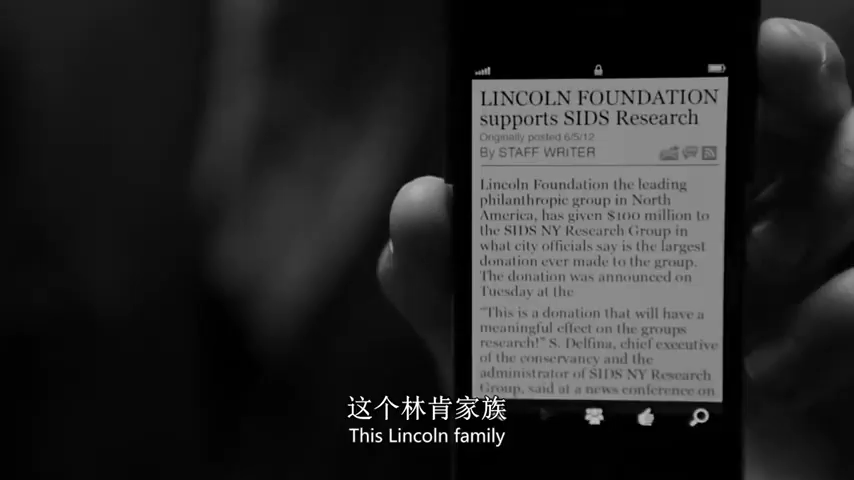 LINCOLN FOUNDATION
supports SIDS Research
Originally posted 6/5/12
By STAFF WRITER
Lincoln Foundation the leading
philanthropic group in North
America, has given $100 million to
the SIDS NY Research Group in
what city officials say is the largest
donation ever made to the group.
The donation was announced on
Tuesday at the
"This is a donation that will have a
meaningful effect on the groups
research!" S. Delfina, chief executive
of the conservancy and the
administrator of SIDS NY Research
Group, said at a news conference on
这个林肯家族
This Lincoln family